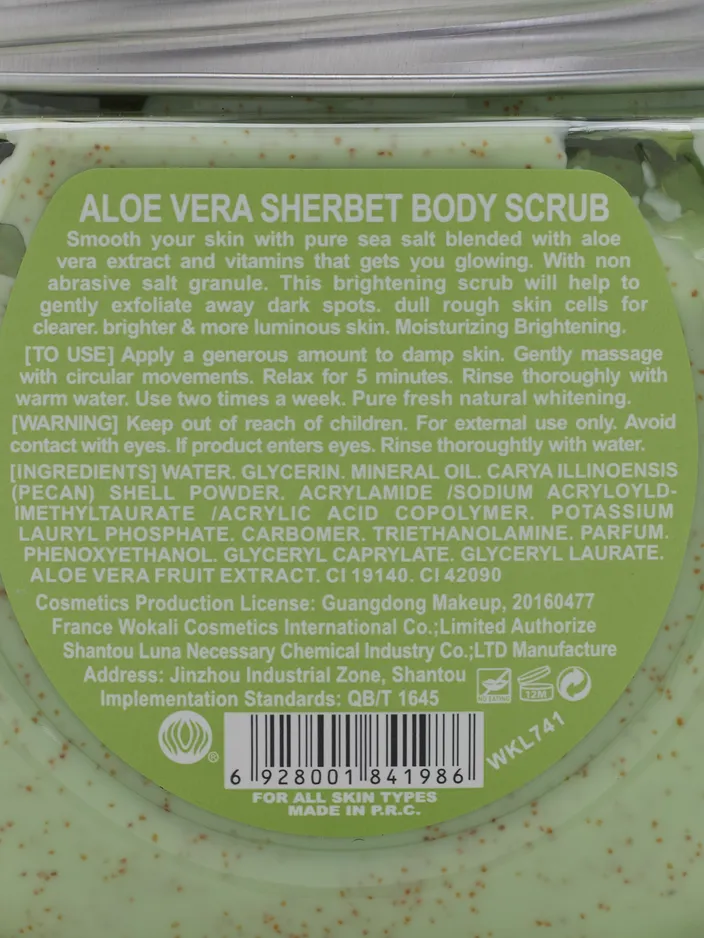 ALOE VERA SHERBET BODY SCRUB
Smooth your skin with pure sea salt blended with aloe
vera extract and vitamins that gets you glowing. With non
abrasive salt granule. This brightening scrub will help to
gently exfoliate away dark spots. dull rough skin cells for
clearer. brighter & more luminous skin. Moisturizing Brightening.
[TO USE] Apply a generous amount to damp skin. Gently massage
with circular movements. Relax for 5 minutes. Rinse thoroughly with
warm water. Use two times a week. Pure fresh natural whitening.
[WARNING] Keep out of reach of children. For external use only. Avoid
contact with eyes. If product enters eyes. Rinse thoroughtly with water.
[INGREDIENTS] WATER. GLYCERIN. MINERAL OIL. CARYA ILLINOENSIS
(PECAN) SHELL POWDER. ACRYLAMIDE /SODIUM ACRYLOYLD-
IMETHYLTAURATE /ACRYLIC ACID COPOLYMER. POTASSIUM
LAURYL PHOSPHATE. CARBOMER. TRIETHANOLAMINE. PARFUM.
PHENOXYETHANOL. GLYCERYL CAPRYLATE. GLYCERYL LAURATE.
ALOE VERA FRUIT EXTRACT. CI 19140. CI 42090
Cosmetics Production License: Guangdong Makeup, 20160477
France Wokali Cosmetics International Co.;Limited Authorize
Shantou Luna Necessary Chemical Industry Co.;LTD Manufacture
Address: Jinzhou Industrial Zone, Shantou
Implementation Standards: QB/T 1645
NO EATING
12M
®
WKL741
6 928001 841986
FOR ALL SKIN TYPES
MADE IN P.R.C.